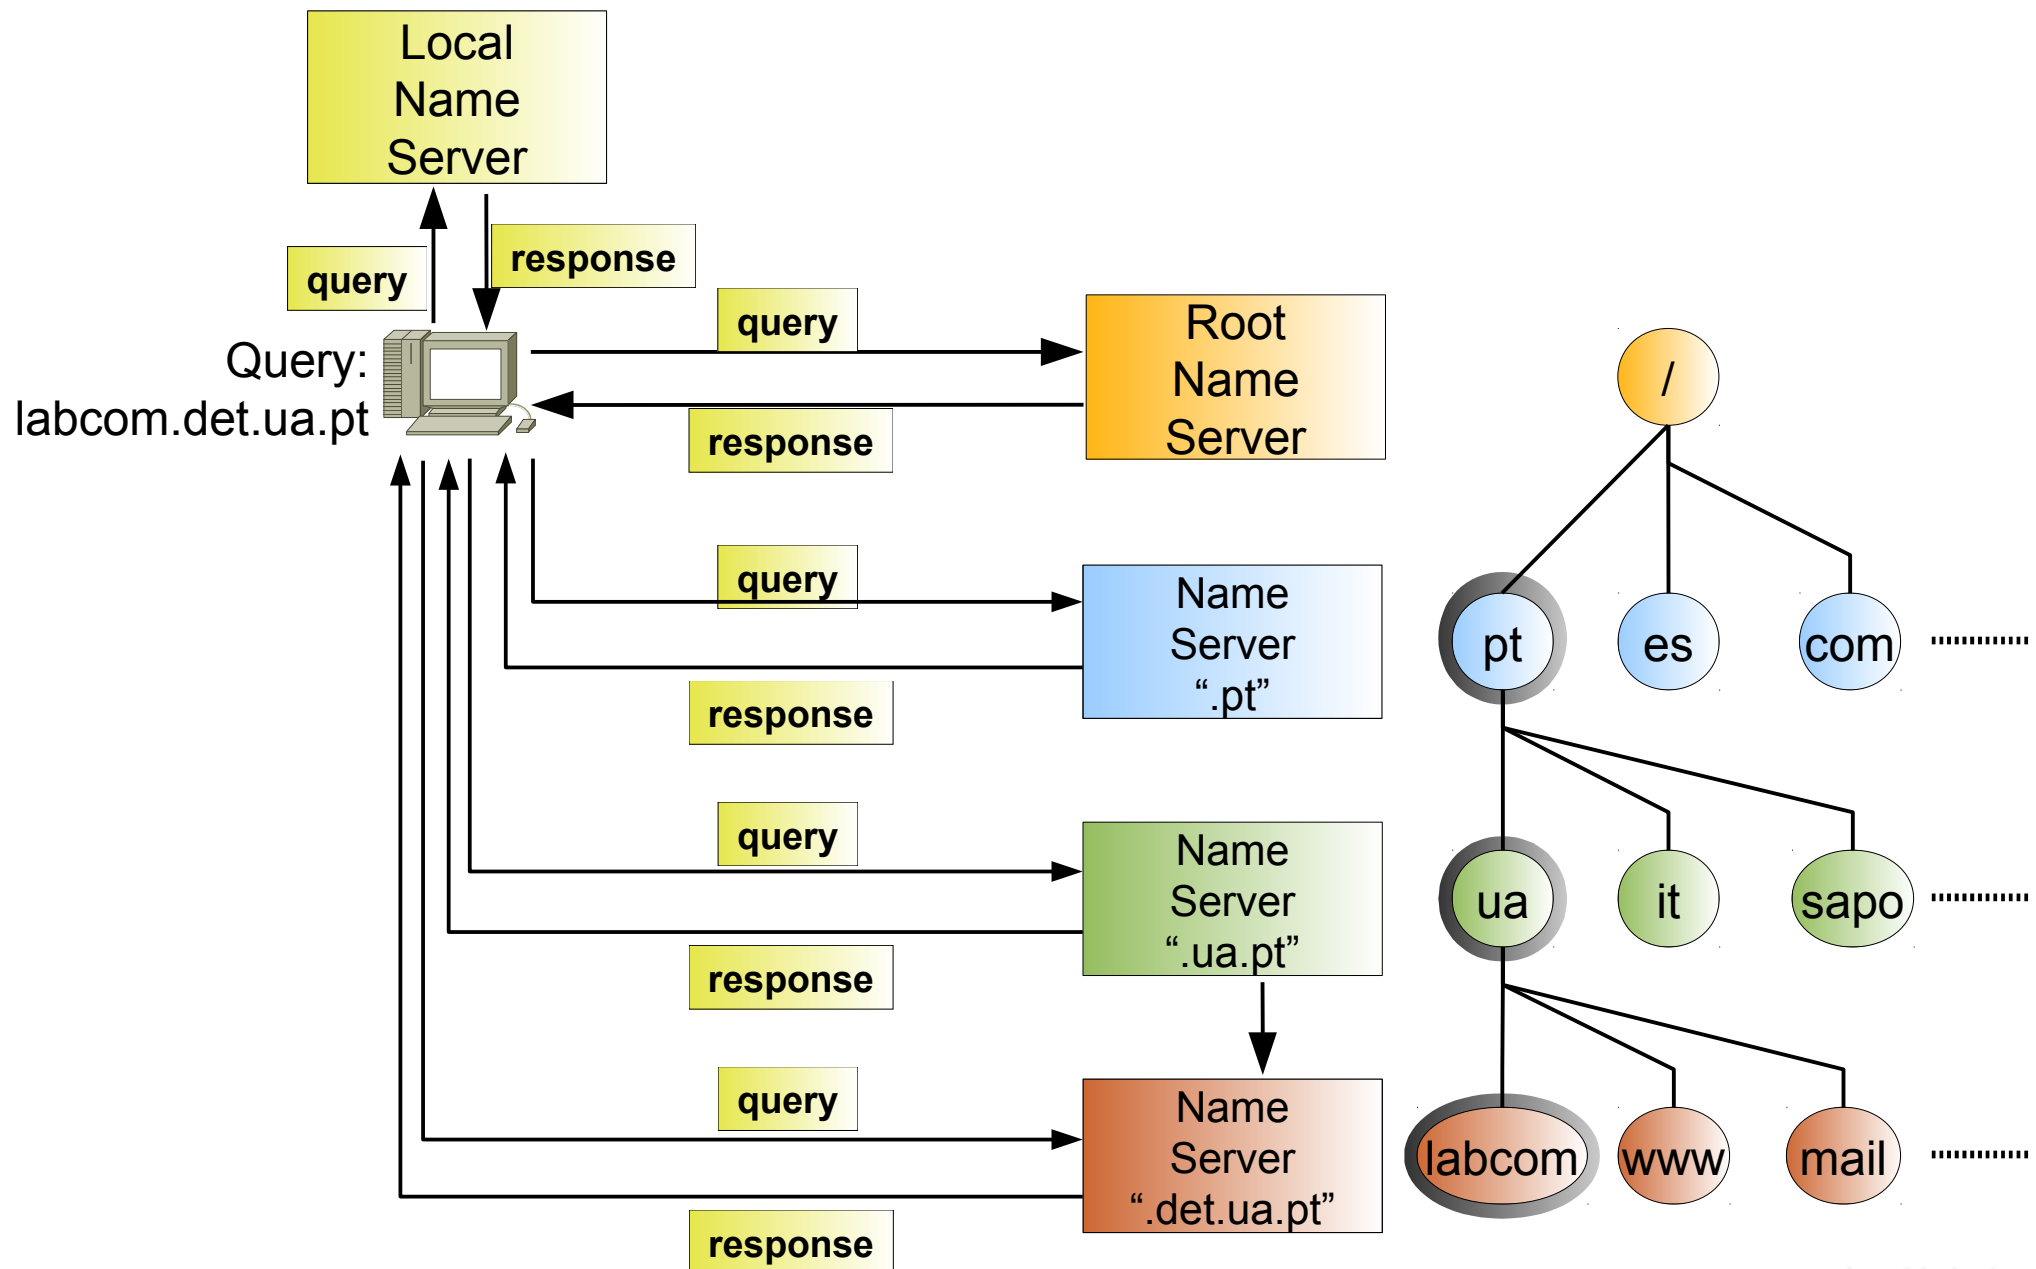 Local
Name
Server
query
response
Query:
labcom.det.ua.pt
query
response
Root
Name
Server
/
query
response
Name
Server
“.pt”
pt
es
com
query
response
Name
Server
“.ua.pt”
ua
it
sapo
query
response
Name
Server
“.det.ua.pt”
labcom
www
mail